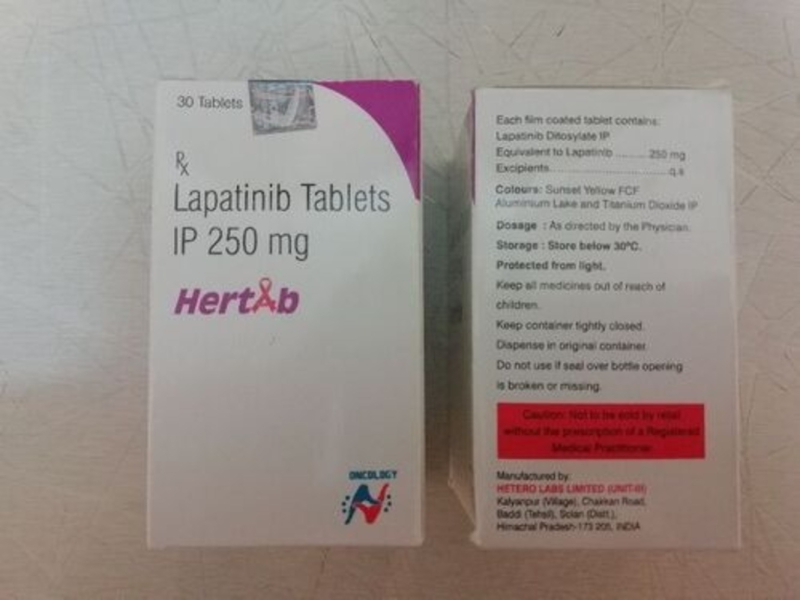 30 Tablets
Rx
Lapatinib Tablets
IP 250 mg
HertAb
ONCOLOGY
Each film coated tablet contains:
Lapatinib Ditosylate IP
Equivalent to Lapatinib .......... 250 mg
Excipients.................................q.s
Colours: Sunset Yellow FCF
Aluminium Lake and Titanium Dioxide IP
Dosage : As directed by the Physician.
Storage : Store below 30°C.
Protected from light.
Keep all medicines out of reach of
children.
Keep container tightly closed.
Dispense in original container.
Do not use if seal over bottle opening
is broken or missing.
Caution: Not to be sold by retail
without the prescription of a Registered
Medical Practitioner.
Manufactured by:
HETERO LABS LIMITED (UNIT-III)
Kalyanpur (Village), Chakkan Road,
Baddi (Tehsil), Solan (Distt.),
Himachal Pradesh-173 205, INDIA